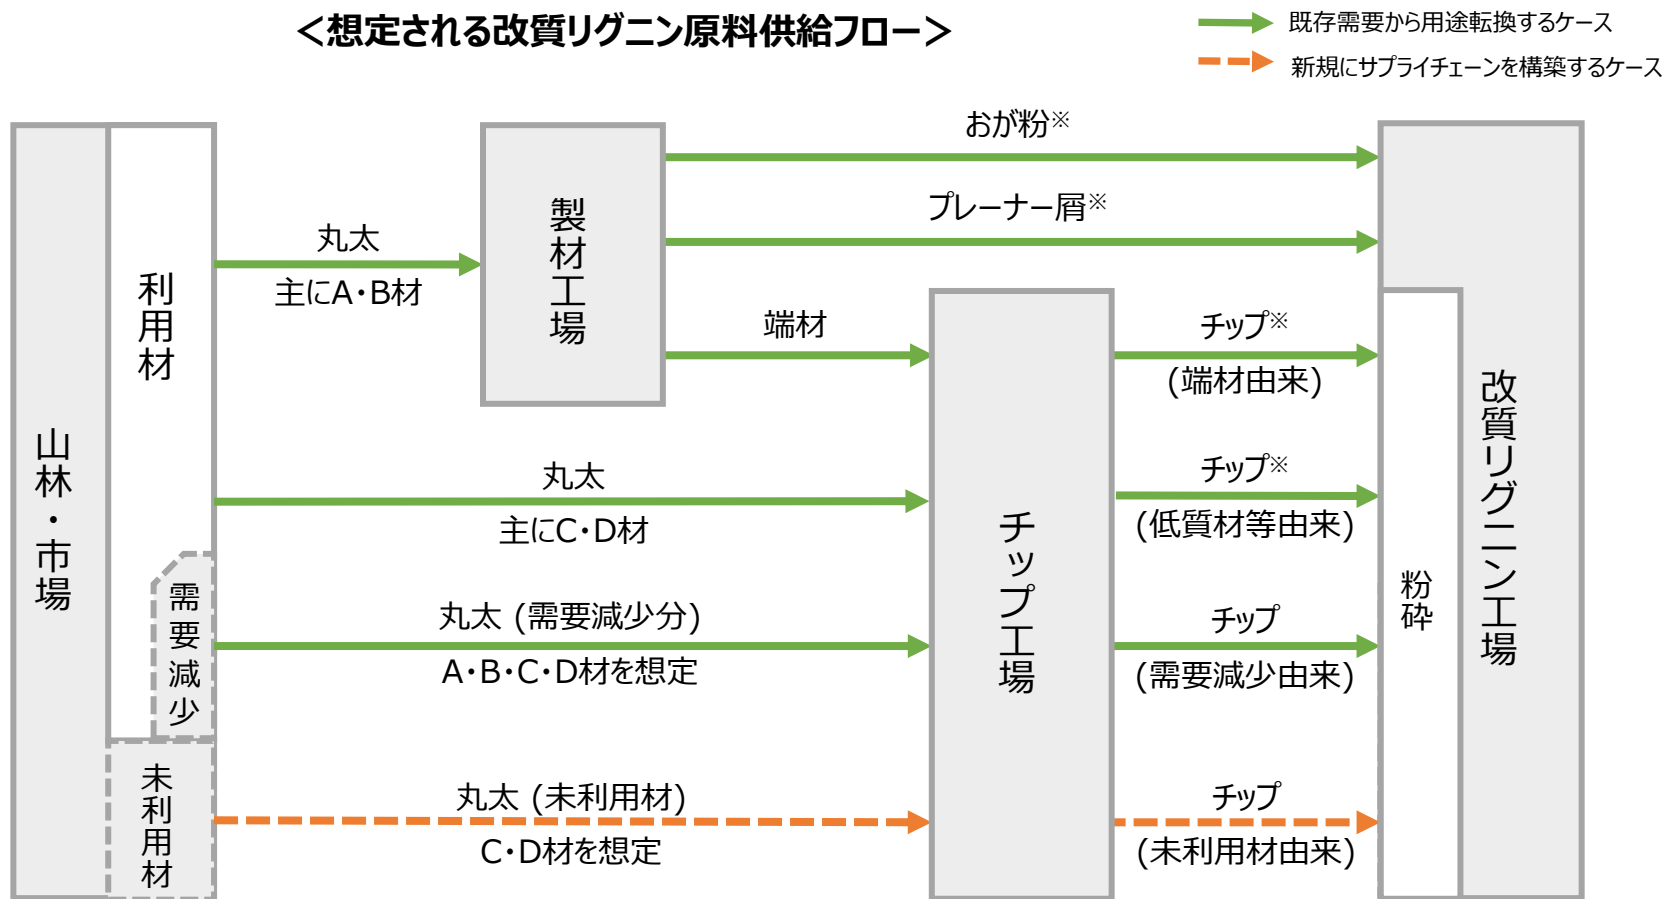 ＜想定される改質リグニン原料供給フロー＞
既存需要から用途転換するケース
新規にサプライチェーンを構築するケース
山林・市場
利用材
需要減少
未利用材
丸太
主にA・B材
製材工場
おが粉※
プレーナー屑※
端材
丸太
主にC・D材
丸太 (需要減少分)
A・B・C・D材を想定
丸太 (未利用材)
C・D材を想定
チップ工場
チップ※
(端材由来)
チップ※
(低質材等由来)
チップ
(需要減少由来)
チップ
(未利用材由来)
粉砕
改質リグニン工場